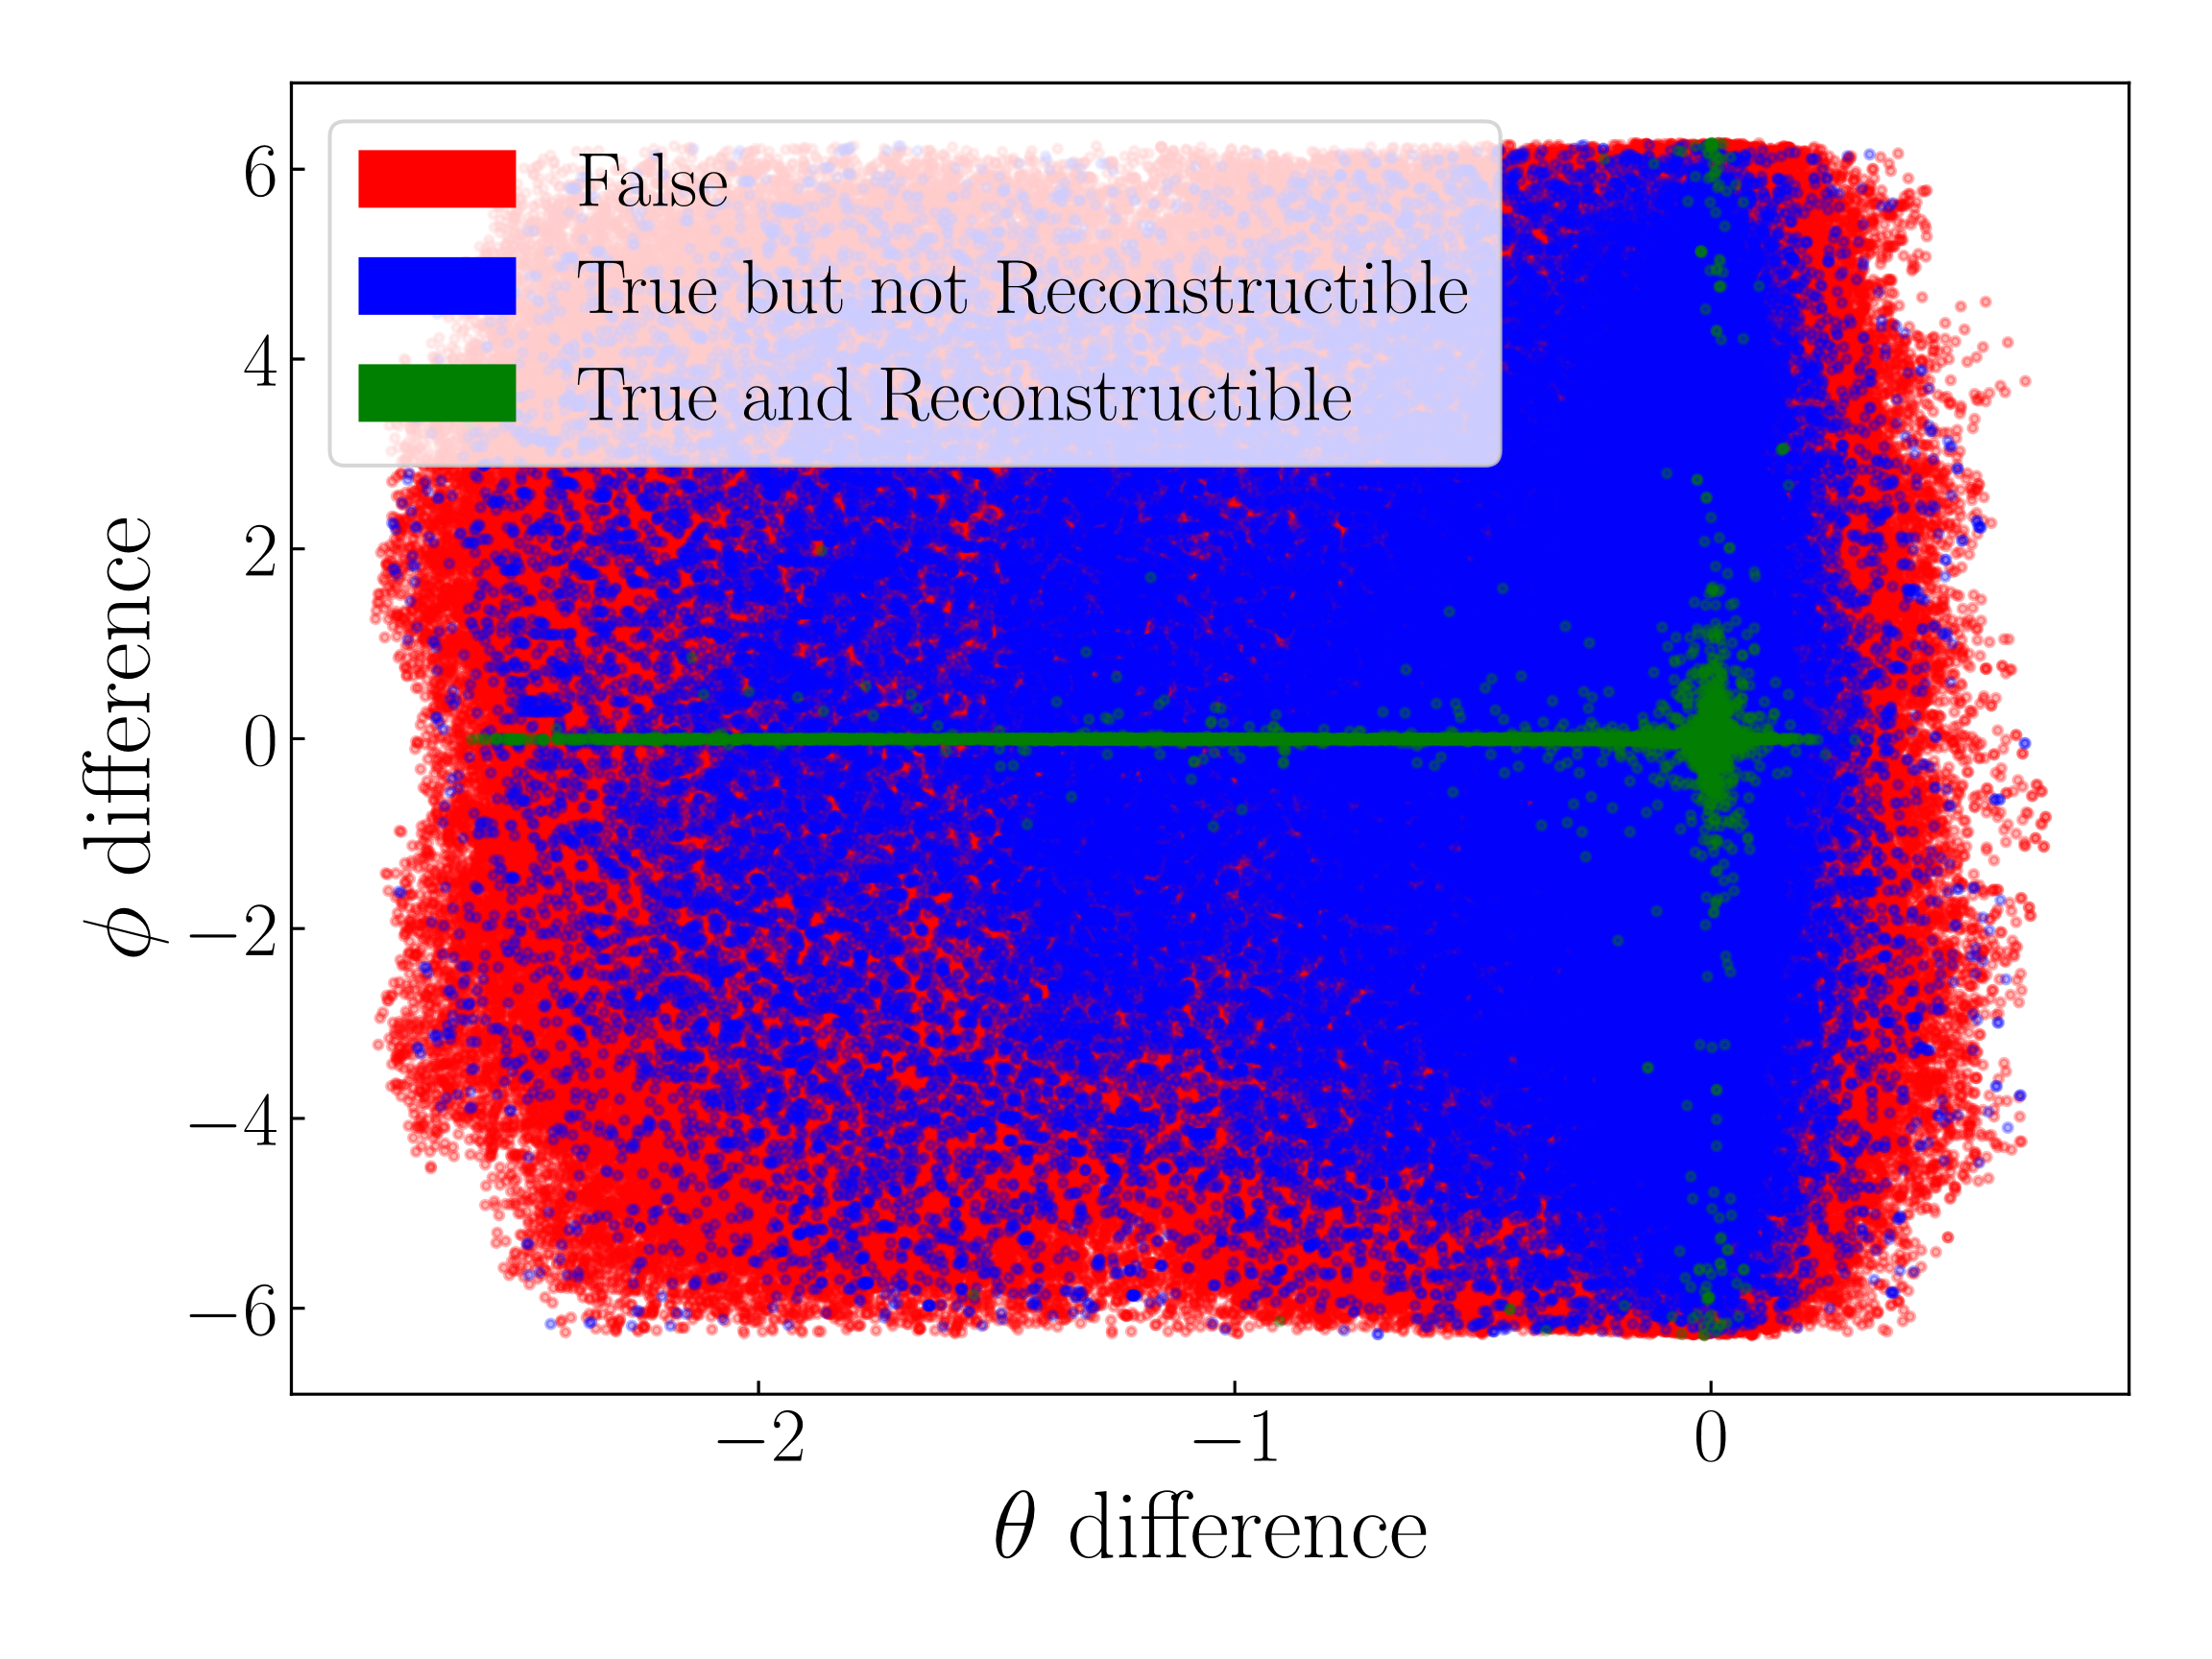 False
True but not Reconstructible
True and Reconstructible
6
4
2
0
−2
−4
−6
ϕ difference
−2 −1 0
θ difference